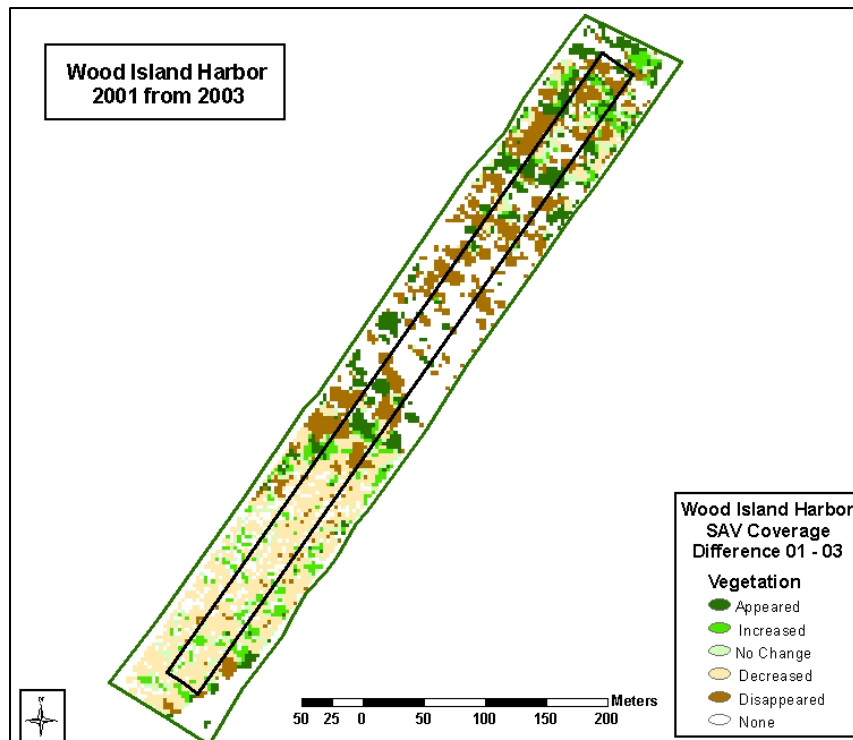 Wood Island Harbor
2001 from 2003
Wood Island Harbor
SAV Coverage
Difference 01 - 03
Vegetation
Appeared
Increased
No Change
Decreased
Disappeared
None
Meters
50 25 0 50 100 150 200